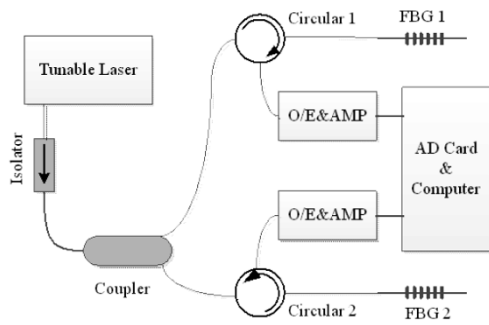 Circular 1
FBG 1
Tunable Laser
Isolator
O/E&AMP
AD Card
&
Computer
O/E&AMP
Coupler
Circular 2
FBG 2